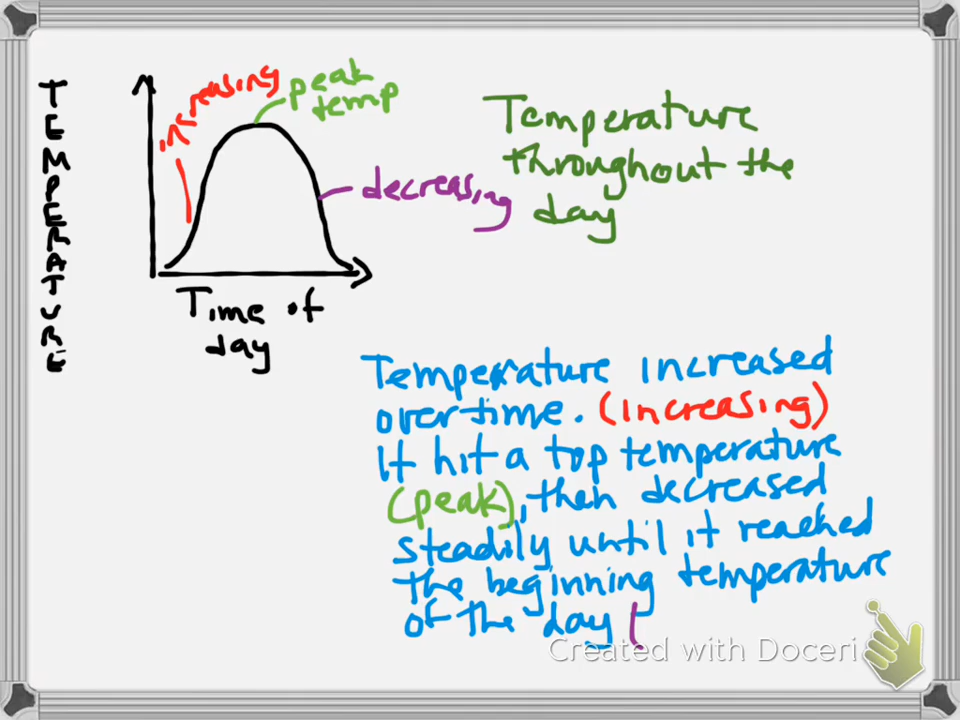 TEMPERATURE
increasing
peak
temp
decreasing
Time of
day
Temperature
throughout the
day
Temperature increased
over time. (increasing)
It hit a top temperature
(peak), then decreased
steadily until it reached
the beginning temperature
of the day (
Created with Doceri